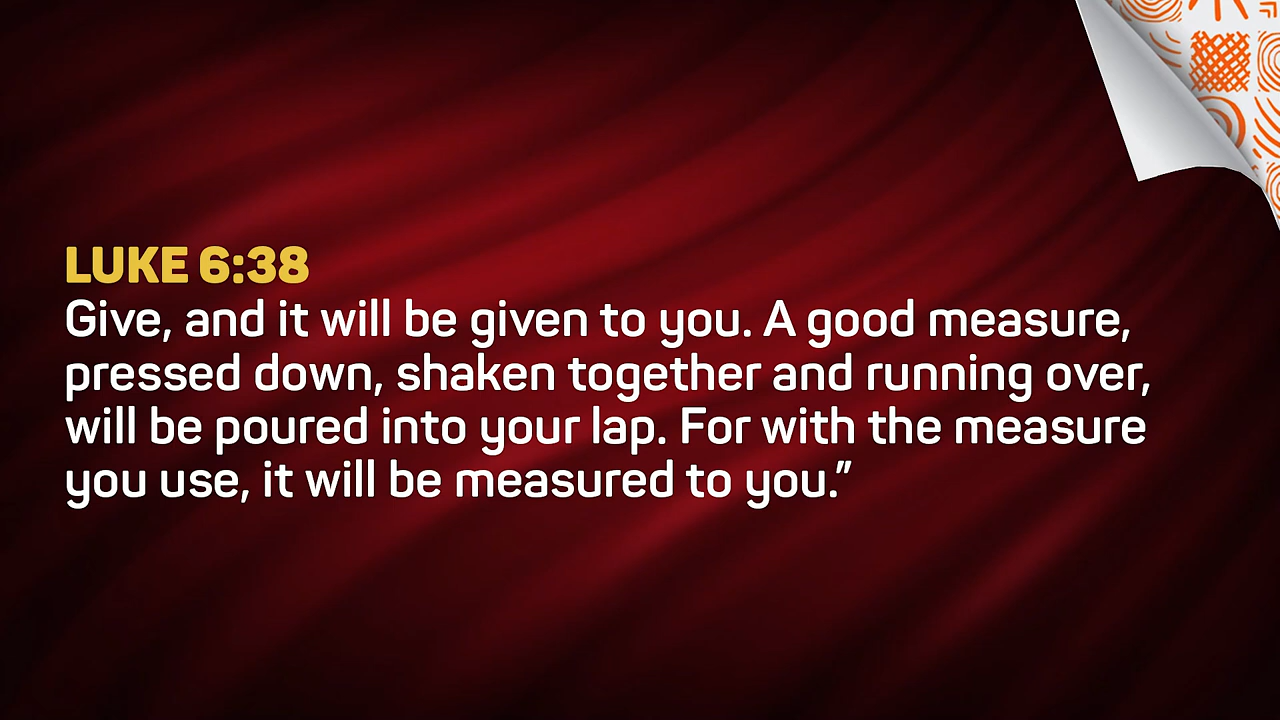 LUKE 6:38
Give, and it will be given to you. A good measure,
pressed down, shaken together and running over,
will be poured into your lap. For with the measure
you use, it will be measured to you.”